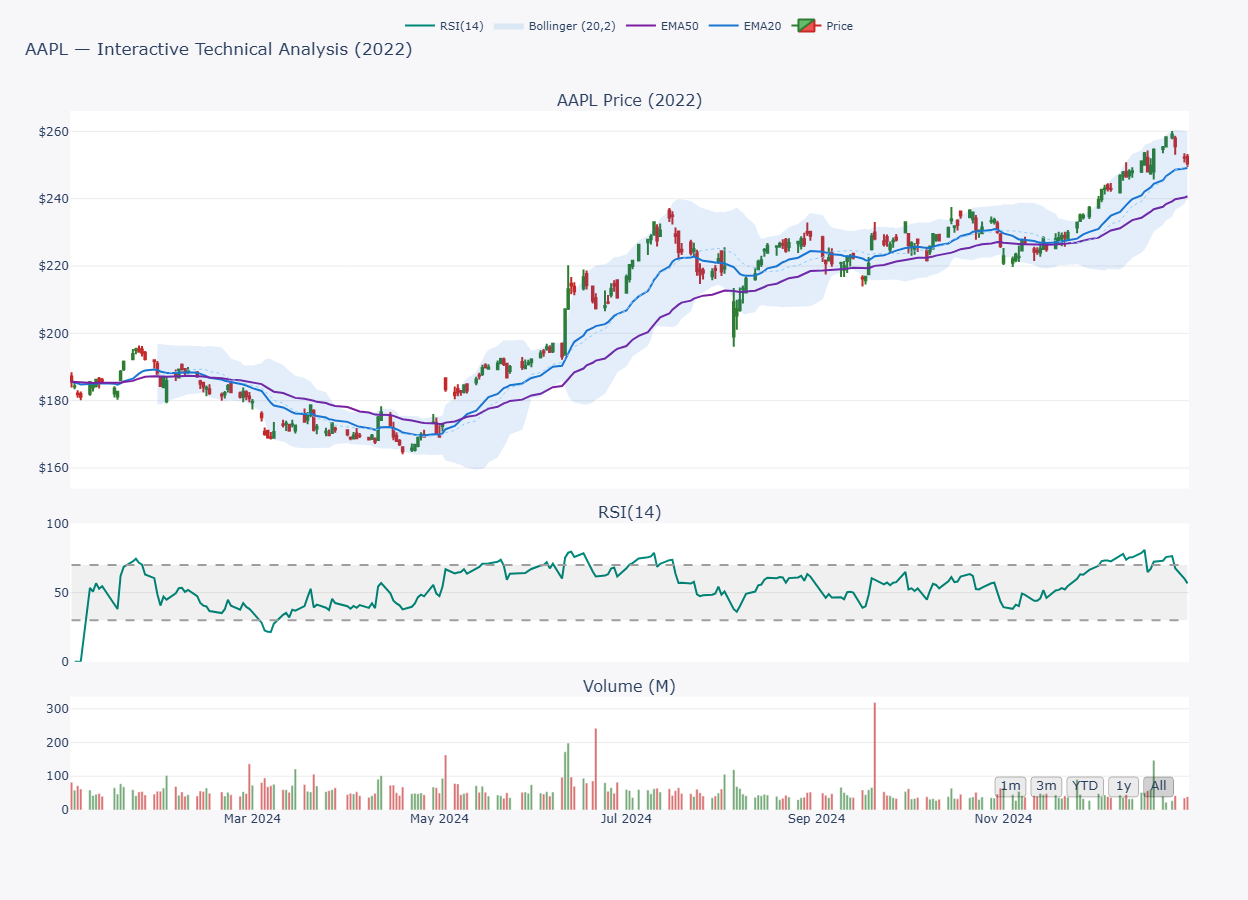 RSI(14) Bollinger (20,2) EMA50 EMA20 Price
AAPL — Interactive Technical Analysis (2022)
AAPL Price (2022)
$260
$240
$220
$200
$180
$160
RSI(14)
100
50
0
Volume (M)
300
200
100
0
1m 3m YTD 1y All
Mar 2024 May 2024 Jul 2024 Sep 2024 Nov 2024